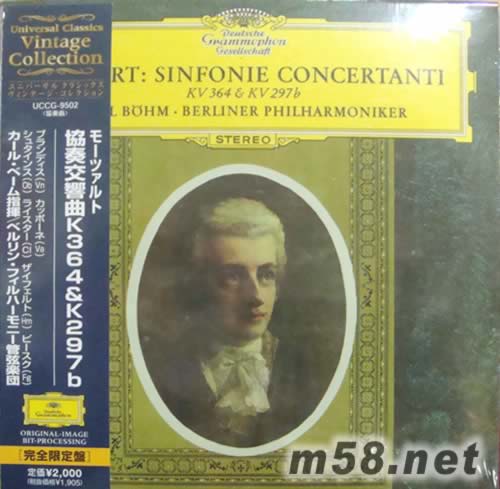 Universal Classics
Vintage
Collection
ユニバーサル クラシックス
ヴィンテージ・コレクション
UCCG-9502
(協奏曲)
モーツァルト
協奏交響曲K364&K297b
ブランディス(Vn) カッポーネ(Va)
シュタインス(Ob) ライスター(Cl) ザイフェルト(Hr) ピースク(Fg)
カール・ベーム指揮/ベルリン・フィルハーモニー管弦楽団
ORIGINAL-IMAGE
BIT-PROCESSING
[完全限定盤]
定価¥2,000
(税抜価格¥1,905)
Deutsche
Grammophon
Gesellschaft
RT: SINFONIE CONCERTANTI
KV 364 & KV 297b
L BÖHM · BERLINER PHILHARMONIKER
STEREO
m58.net